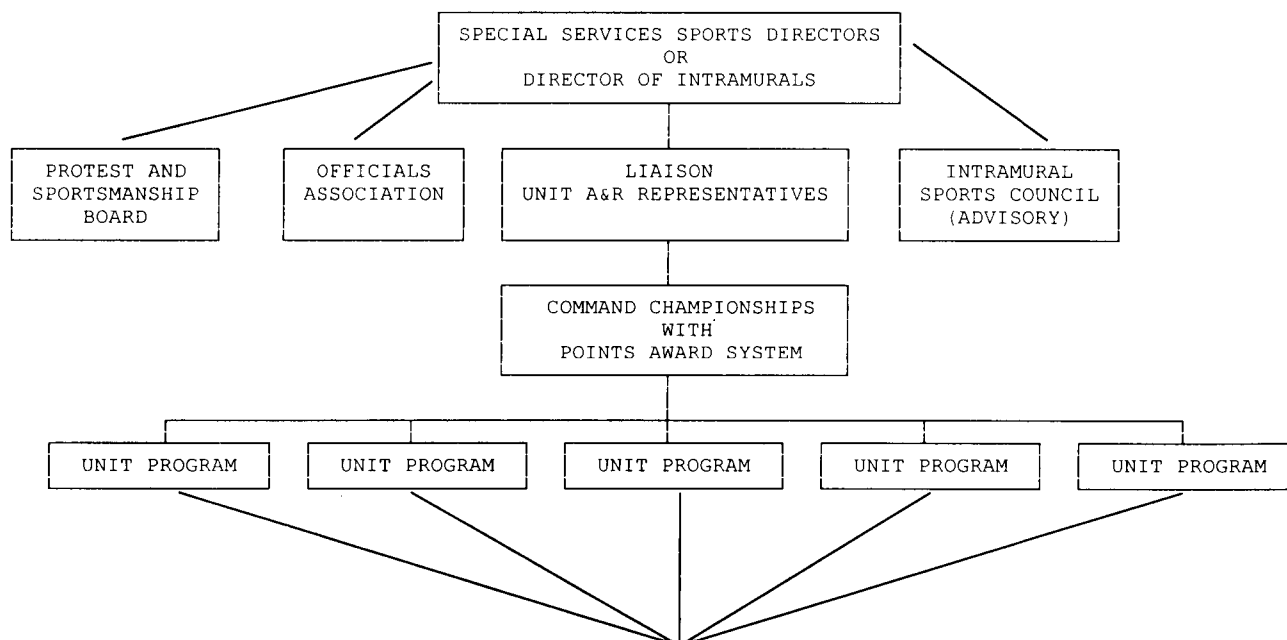 SPECIAL SERVICES SPORTS DIRECTORS
OR
DIRECTOR OF INTRAMURALS
PROTEST AND
SPORTSMANSHIP
BOARD
OFFICIALS
ASSOCIATION
LIAISON
UNIT A&R REPRESENTATIVES
INTRAMURAL
SPORTS COUNCIL
(ADVISORY)
COMMAND CHAMPIONSHIPS
WITH
POINTS AWARD SYSTEM
UNIT PROGRAM
UNIT PROGRAM
UNIT PROGRAM
UNIT PROGRAM
UNIT PROGRAM